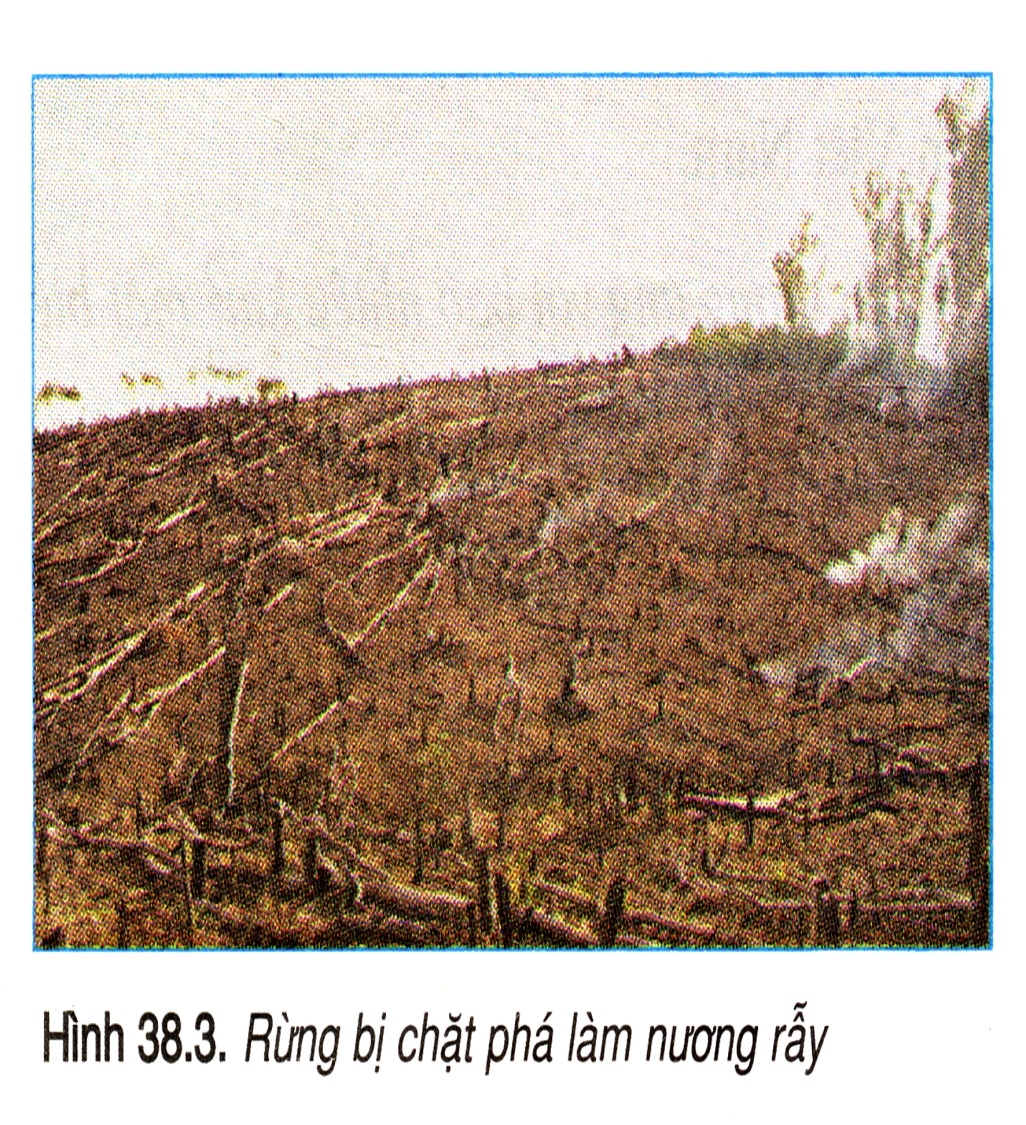 Hình 38.3. Rừng bị chặt phá làm nương rẫy